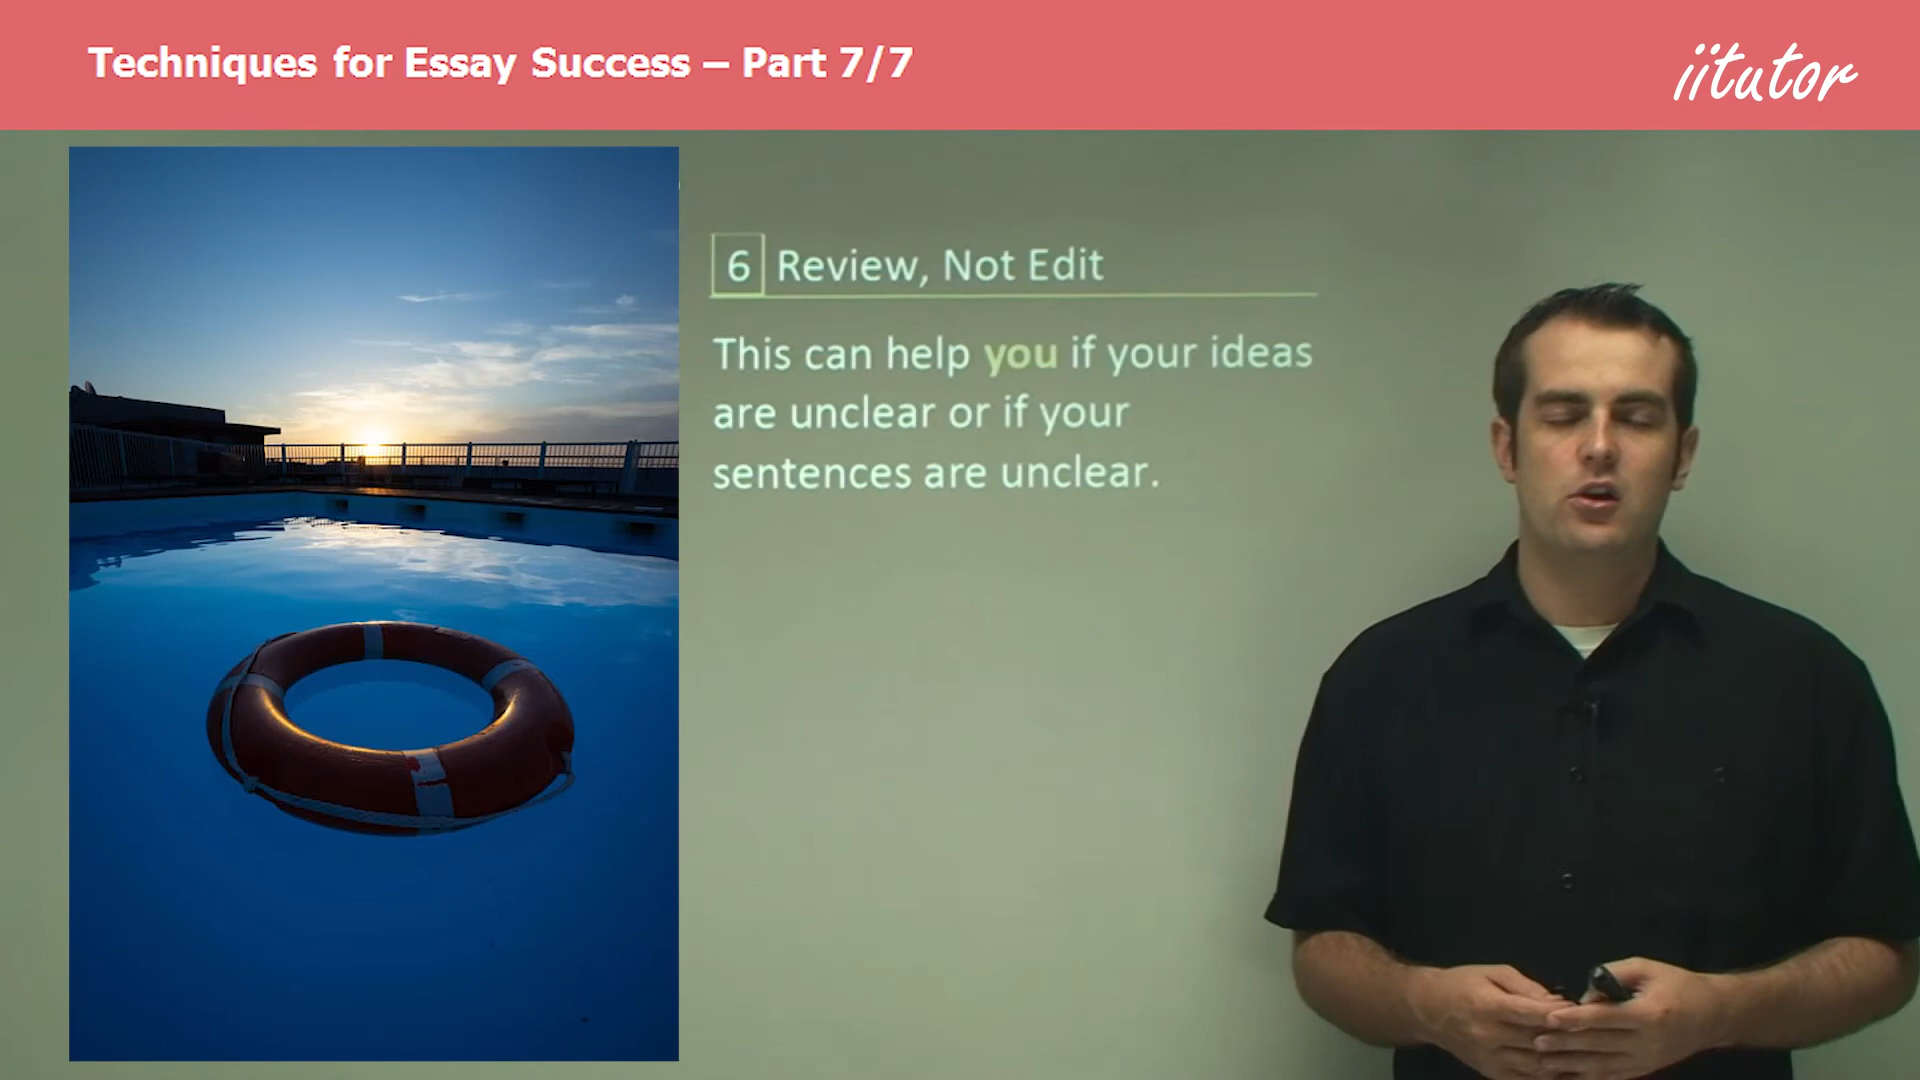 Techniques for Essay Success – Part 7/7
iitutor
6 Review, Not Edit
This can help you if your ideas
are unclear or if your
sentences are unclear.